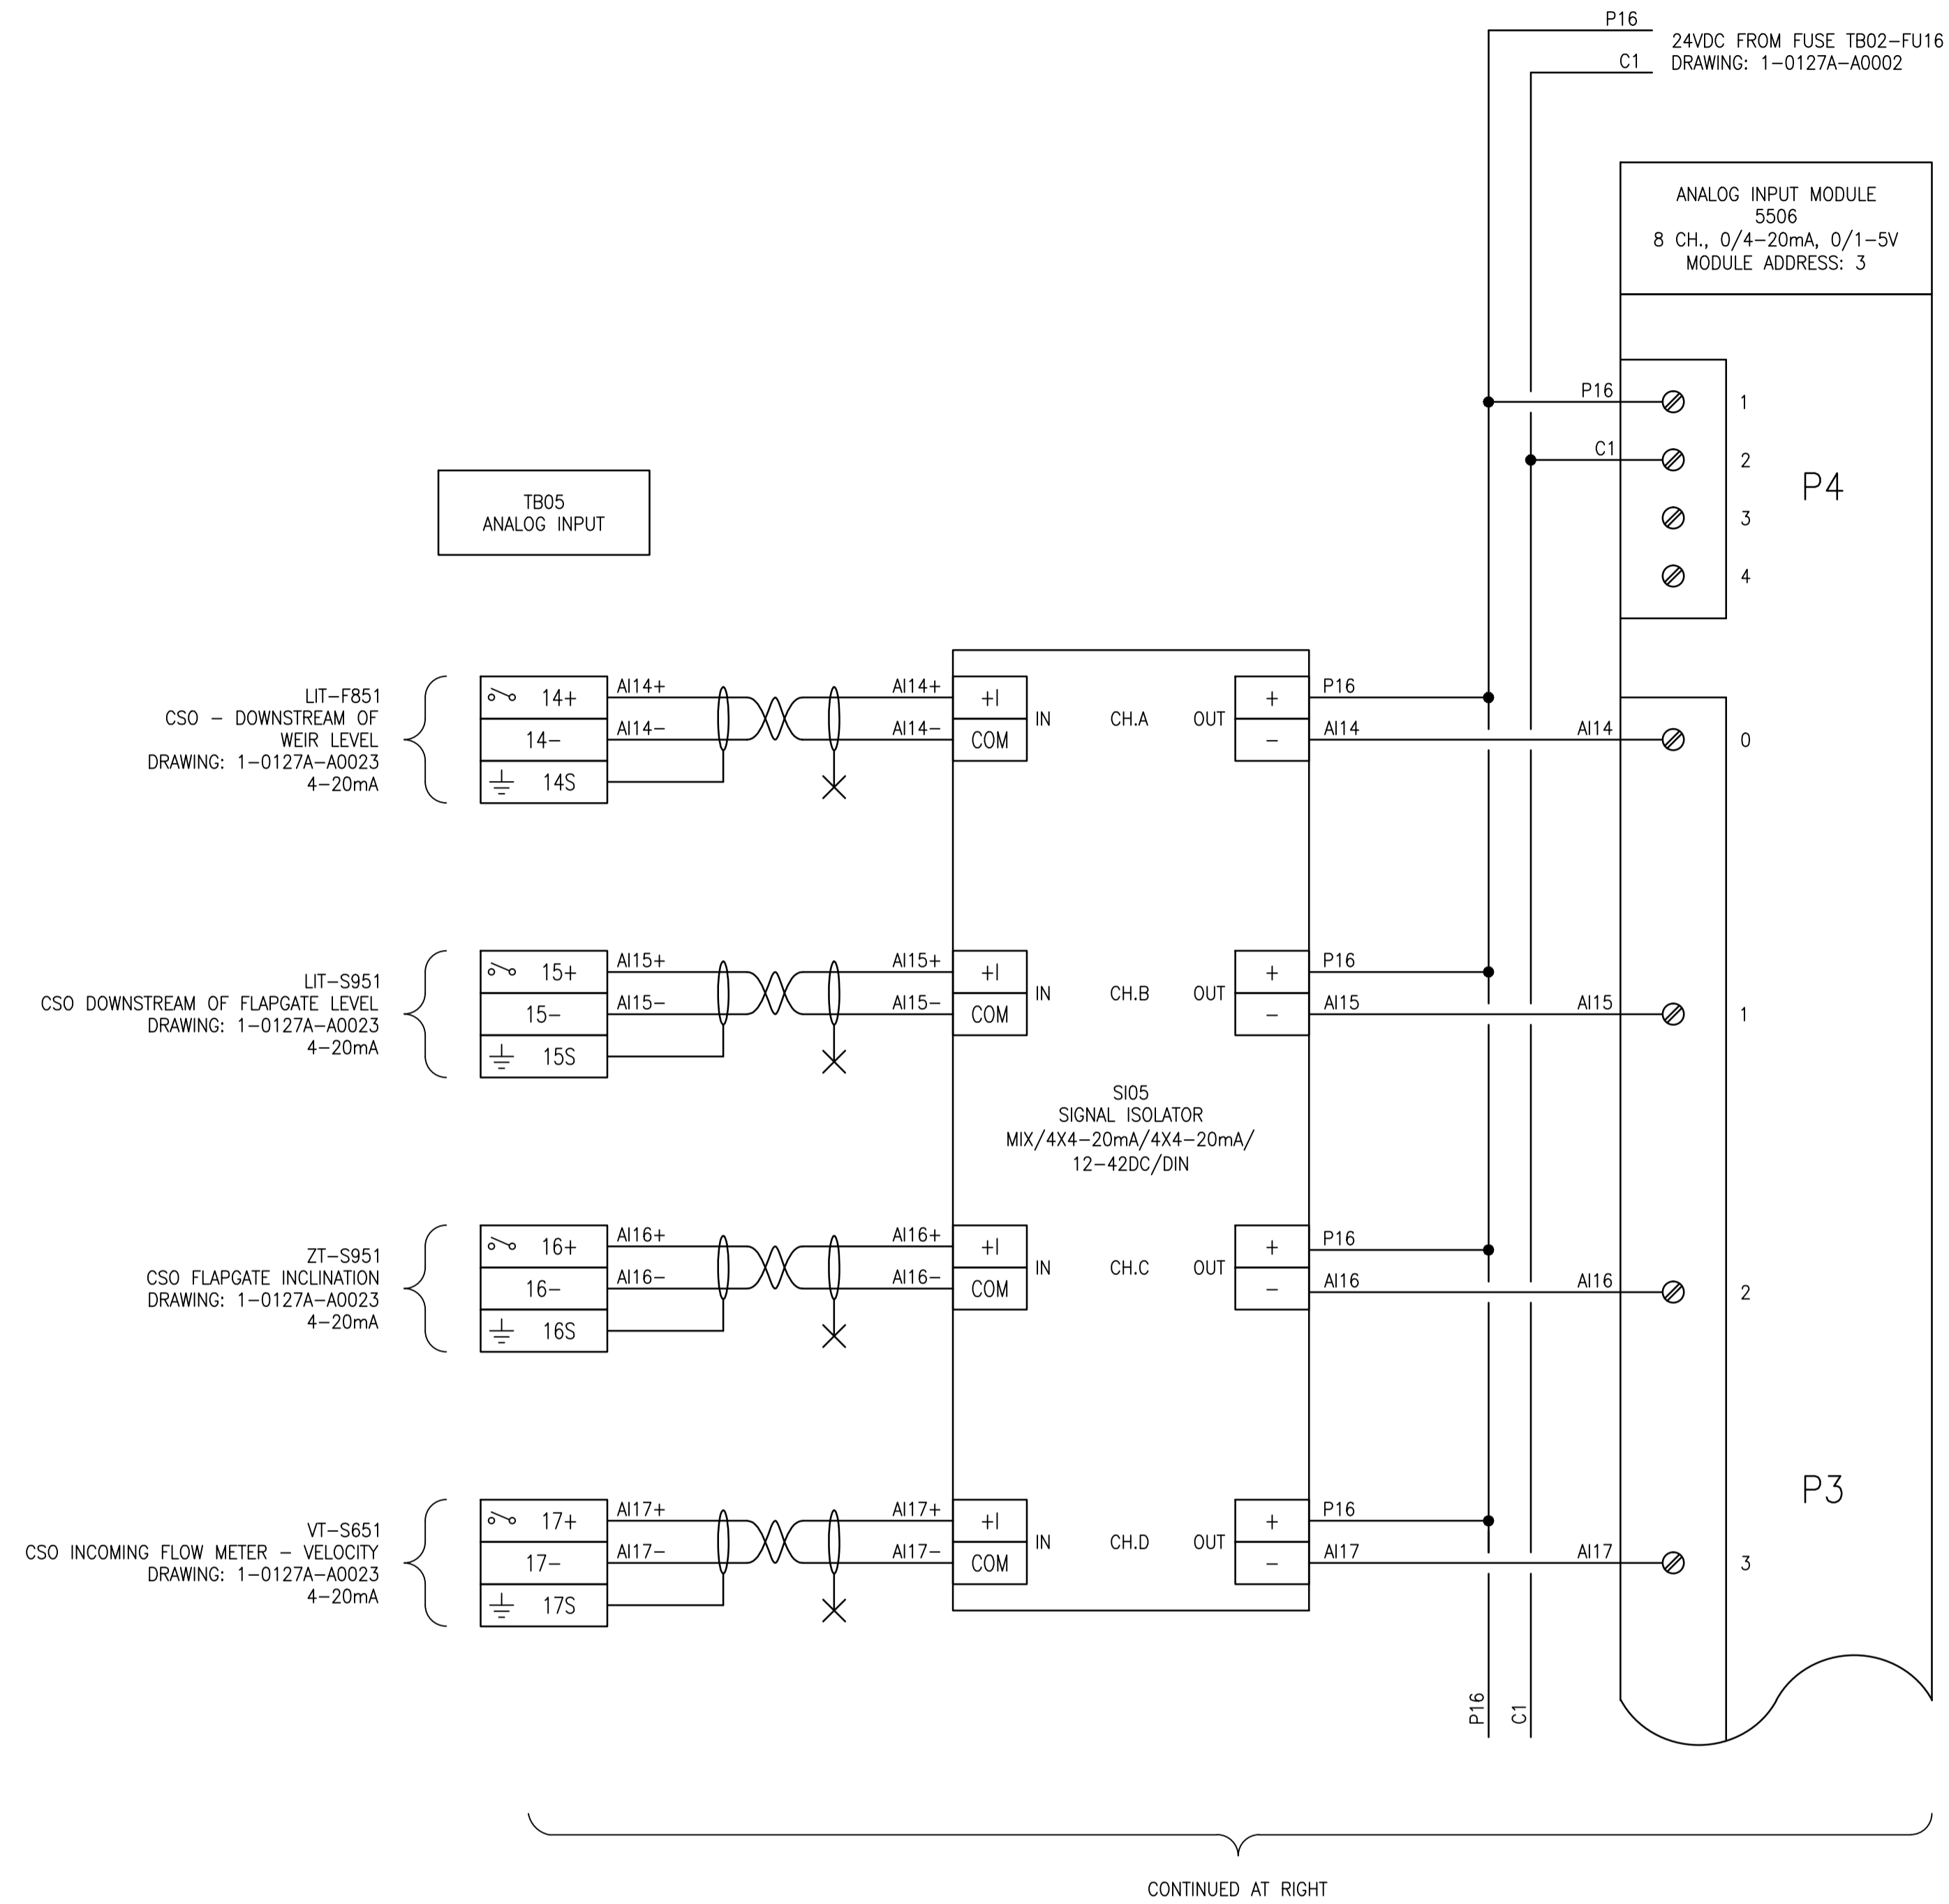 P16
24VDC FROM FUSE TB02-FU16
C1
DRAWING: 1-0127A-A0002
ANALOG INPUT MODULE
5506
8 CH., 0/4-20mA, 0/1-5V
MODULE ADDRESS: 3
P16
1
C1
2
P4
3
4
TB05
ANALOG INPUT
LIT-F851
CSO - DOWNSTREAM OF
WEIR LEVEL
DRAWING: 1-0127A-A0023
4-20mA
14+
14-
14S
AI14+
AI14-
AI14+
AI14-
+I
COM
IN
CH.A
OUT
+
-
P16
AI14
AI14
0
LIT-S951
CSO DOWNSTREAM OF FLAPGATE LEVEL
DRAWING: 1-0127A-A0023
4-20mA
15+
15-
15S
AI15+
AI15-
AI15+
AI15-
+I
COM
IN
CH.B
OUT
+
-
P16
AI15
AI15
1
SI05
SIGNAL ISOLATOR
MIX/4X4-20mA/4X4-20mA/
12-42DC/DIN
ZT-S951
CSO FLAPGATE INCLINATION
DRAWING: 1-0127A-A0023
4-20mA
16+
16-
16S
AI16+
AI16-
AI16+
AI16-
+I
COM
IN
CH.C
OUT
+
-
P16
AI16
AI16
2
P3
VT-S651
CSO INCOMING FLOW METER - VELOCITY
DRAWING: 1-0127A-A0023
4-20mA
17+
17-
17S
AI17+
AI17-
AI17+
AI17-
+I
COM
IN
CH.D
OUT
+
-
P16
AI17
AI17
3
P16
C1
CONTINUED AT RIGHT